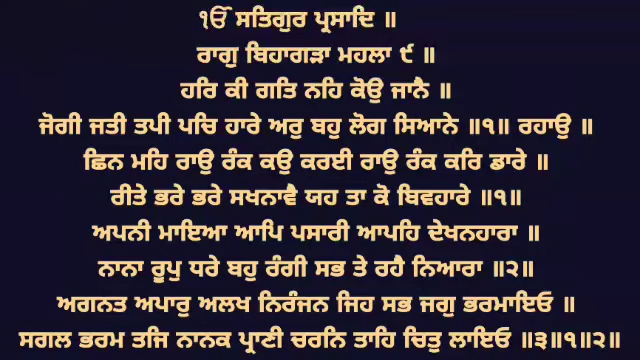 ੴ ਸਤਿਗੁਰ ਪ੍ਰਸਾਦਿ ॥
ਰਾਗੁ ਬਿਹਾਗੜਾ ਮਹਲਾ ੯ ॥
ਹਰਿ ਕੀ ਗਤਿ ਨਹਿ ਕੋਊ ਜਾਨੈ ॥
ਜੋਗੀ ਜਤੀ ਤਪੀ ਪਚਿ ਹਾਰੇ ਅਰੁ ਬਹੁ ਲੋਗ ਸਿਆਨੇ ॥੧॥ ਰਹਾਉ ॥
ਛਿਨ ਮਹਿ ਰਾਉ ਰੰਕ ਕਉ ਕਰਈ ਰਾਉ ਰੰਕ ਕਰਿ ਡਾਰੇ ॥
ਰੀਤੇ ਭਰੇ ਭਰੇ ਸਖਨਾਵੈ ਯਹ ਤਾ ਕੋ ਬਿਵਹਾਰੇ ॥੧॥
ਅਪਨੀ ਮਾਇਆ ਆਪਿ ਪਸਾਰੀ ਆਪਹਿ ਦੇਖਨਹਾਰਾ ॥
ਨਾਨਾ ਰੂਪੁ ਧਰੇ ਬਹੁ ਰੰਗੀ ਸਭ ਤੇ ਰਹੈ ਨਿਆਰਾ ॥੨॥
ਅਗਨਤ ਅਪਾਰੁ ਅਲਖ ਨਿਰੰਜਨ ਜਿਹ ਸਭ ਜਗੁ ਭਰਮਾਇਓ ॥
ਸਗਲ ਭਰਮ ਤਜਿ ਨਾਨਕ ਪ੍ਰਾਣੀ ਚਰਨਿ ਤਾਹਿ ਚਿਤੁ ਲਾਇਓ ॥੩॥੧॥੨॥